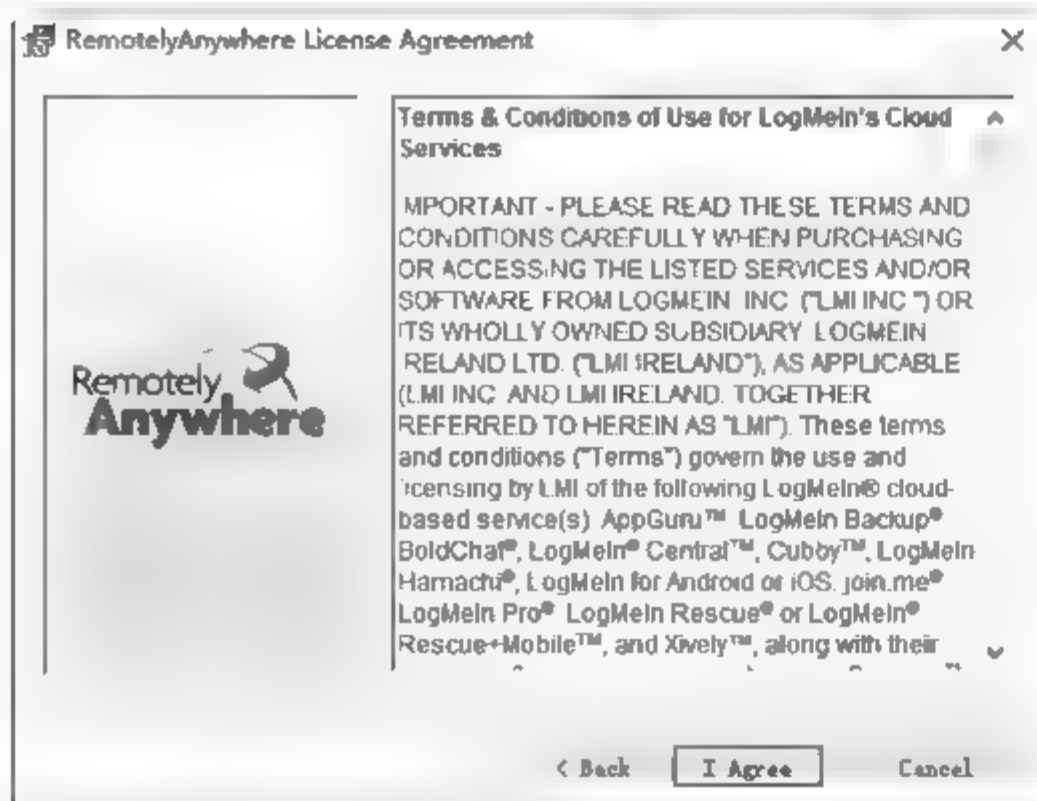 RemotelyAnywhere License Agreement
Terms & Conditions of Use for LogMeIn's Cloud
Services
MPORTANT - PLEASE READ THESE TERMS AND
CONDITIONS CAREFULLY WHEN PURCHASING
OR ACCESSING THE LISTED SERVICES AND/OR
SOFTWARE FROM LOGMEIN INC ("LMI INC ") OR
ITS WHOLLY OWNED SUBSIDIARY LOGMEIN
RELAND LTD. ("LMI IRELAND"), AS APPLICABLE
(LMI INC AND LMI IRELAND. TOGETHER
REFERRED TO HEREIN AS "LMI"). These terms
and conditions ("Terms") govern the use and
licensing by LMI of the following LogMeIn® cloud-
based service(s) AppGuru™ LogMeIn Backup®
BoldChat®, LogMeIn® Central™, Cubby™, LogMeIn
Hamachi®, LogMeIn for Android or iOS. join.me®
LogMeIn Pro® LogMeIn Rescue® or LogMeIn®
Rescue+Mobile™, and Xively™, along with their
Remotely
Anywhere
< Back
I Agree
Cancel